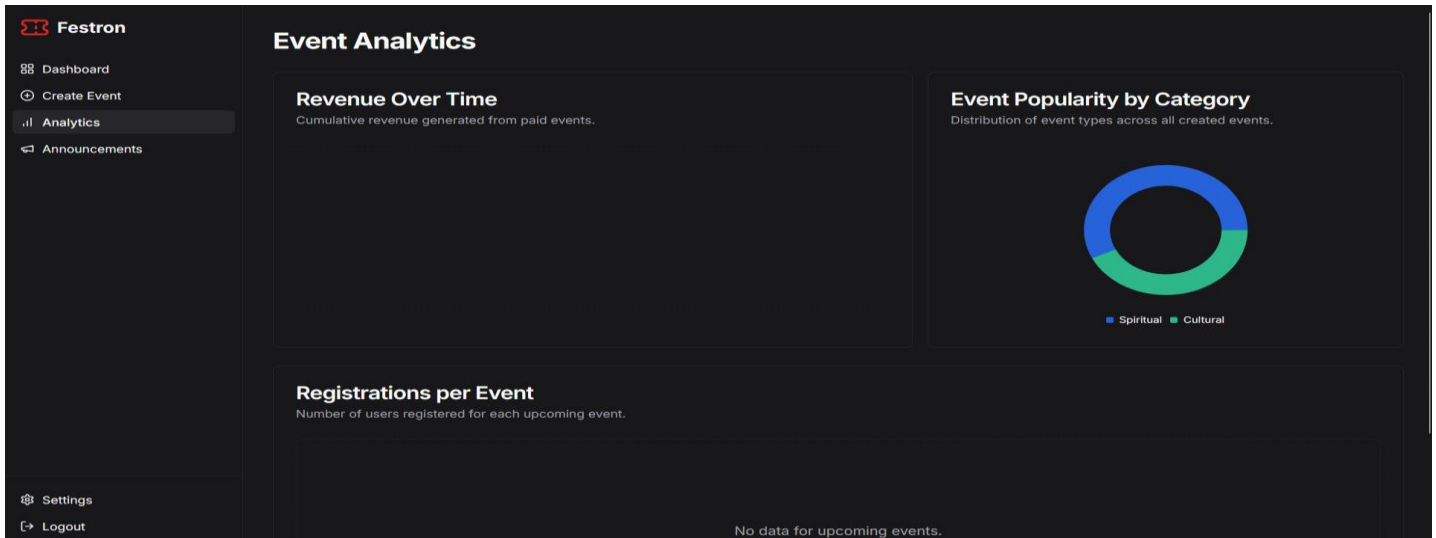 Festron
Dashboard
Create Event
Analytics
Announcements
Settings
Logout
Event Analytics
Revenue Over Time
Cumulative revenue generated from paid events.
Event Popularity by Category
Distribution of event types across all created events.
Spiritual Cultural
Registrations per Event
Number of users registered for each upcoming event.
No data for upcoming events.